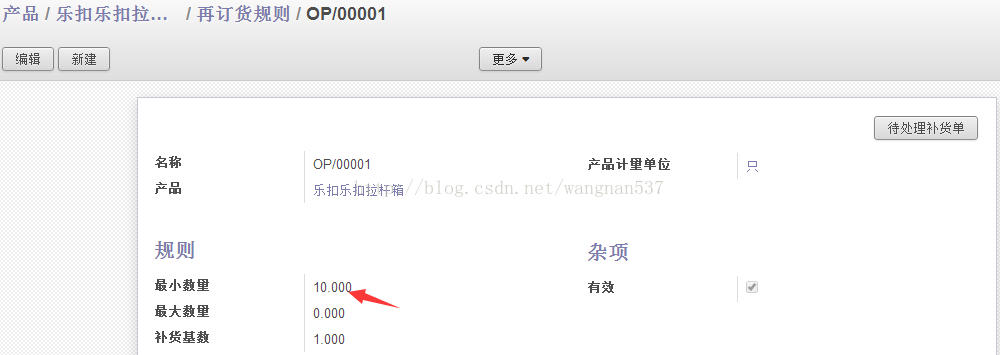 产品 / 乐扣乐扣拉... / 再订货规则 / OP/00001
编辑 新建 更多
待处理补货单
名称 OP/00001 产品计量单位 只
产品 乐扣乐扣拉杆箱
//blog.csdn.net/wangnan537
规则 杂项
最小数量 10.000 有效
最大数量 0.000
补货基数 1.000